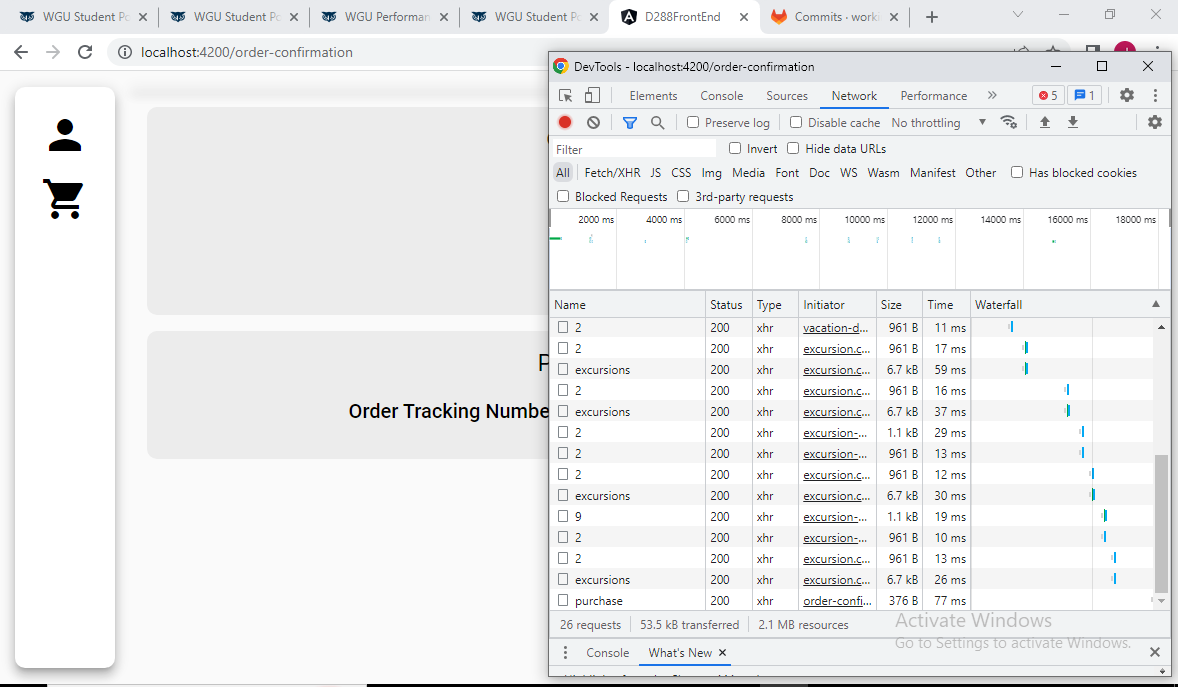 WGU Student Po
WGU Student Po
WGU Performan
WGU Student Po
D288FrontEnd
Commits · worki
localhost:4200/order-confirmation
DevTools - localhost:4200/order-confirmation
Elements Console Sources Network Performance 5 1
Preserve log Disable cache No throttling
Filter Invert Hide data URLs
All Fetch/XHR JS CSS Img Media Font Doc WS Wasm Manifest Other Has blocked cookies
Blocked Requests 3rd-party requests
2000 ms 4000 ms 6000 ms 8000 ms 10000 ms 12000 ms 14000 ms 16000 ms 18000 ms
Name Status Type Initiator Size Time Waterfall
2 200 xhr vacation-d... 961 B 11 ms
2 200 xhr excursion.c... 961 B 17 ms
excursions 200 xhr excursion.c... 6.7 kB 59 ms
2 200 xhr excursion.c... 961 B 16 ms
excursions 200 xhr excursion.c... 6.7 kB 37 ms
2 200 xhr excursion-... 1.1 kB 29 ms
2 200 xhr excursion-... 961 B 13 ms
2 200 xhr excursion.c... 961 B 12 ms
excursions 200 xhr excursion.c... 6.7 kB 30 ms
9 200 xhr excursion-... 1.1 kB 19 ms
2 200 xhr excursion-... 961 B 10 ms
2 200 xhr excursion.c... 961 B 13 ms
excursions 200 xhr excursion.c... 6.7 kB 26 ms
purchase 200 xhr order-confi... 376 B 77 ms
26 requests 53.5 kB transferred 2.1 MB resources
Console What's New
P
Order Tracking Numbe
Activate Windows
Go to Settings to activate Windows.